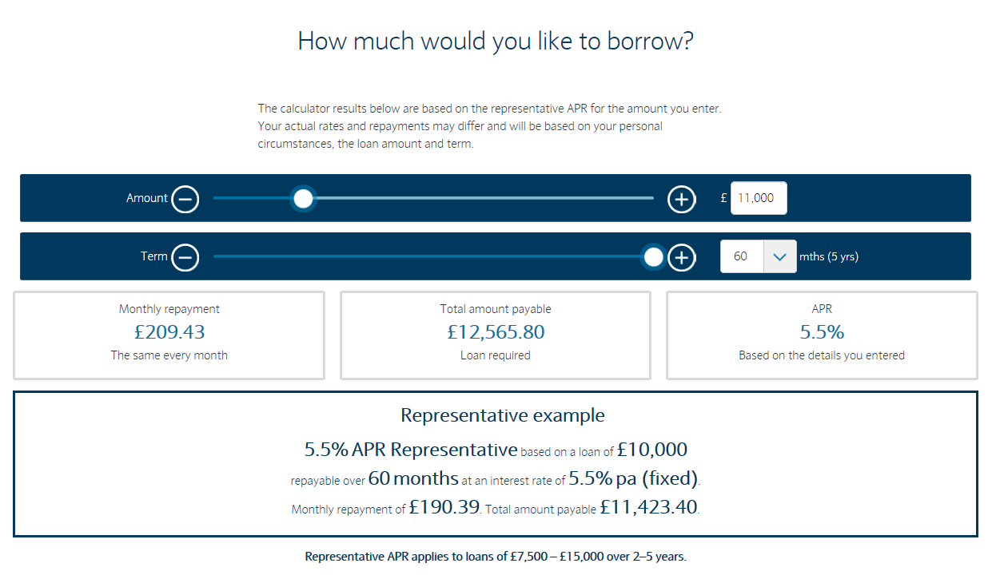 How much would you like to borrow?
The calculator results below are based on the representative APR for the amount you enter.
Your actual rates and repayments may differ and will be based on your personal
circumstances, the loan amount and term.
Amount £ 11,000
Term 60 mths (5 yrs)
Monthly repayment
£209.43
The same every month
Total amount payable
£12,565.80
Loan required
APR
5.5%
Based on the details you entered
Representative example
5.5% APR Representative based on a loan of £10,000
repayable over 60 months at an interest rate of 5.5% pa (fixed).
Monthly repayment of £190.39. Total amount payable £11,423.40.
Representative APR applies to loans of £7,500 – £15,000 over 2–5 years.